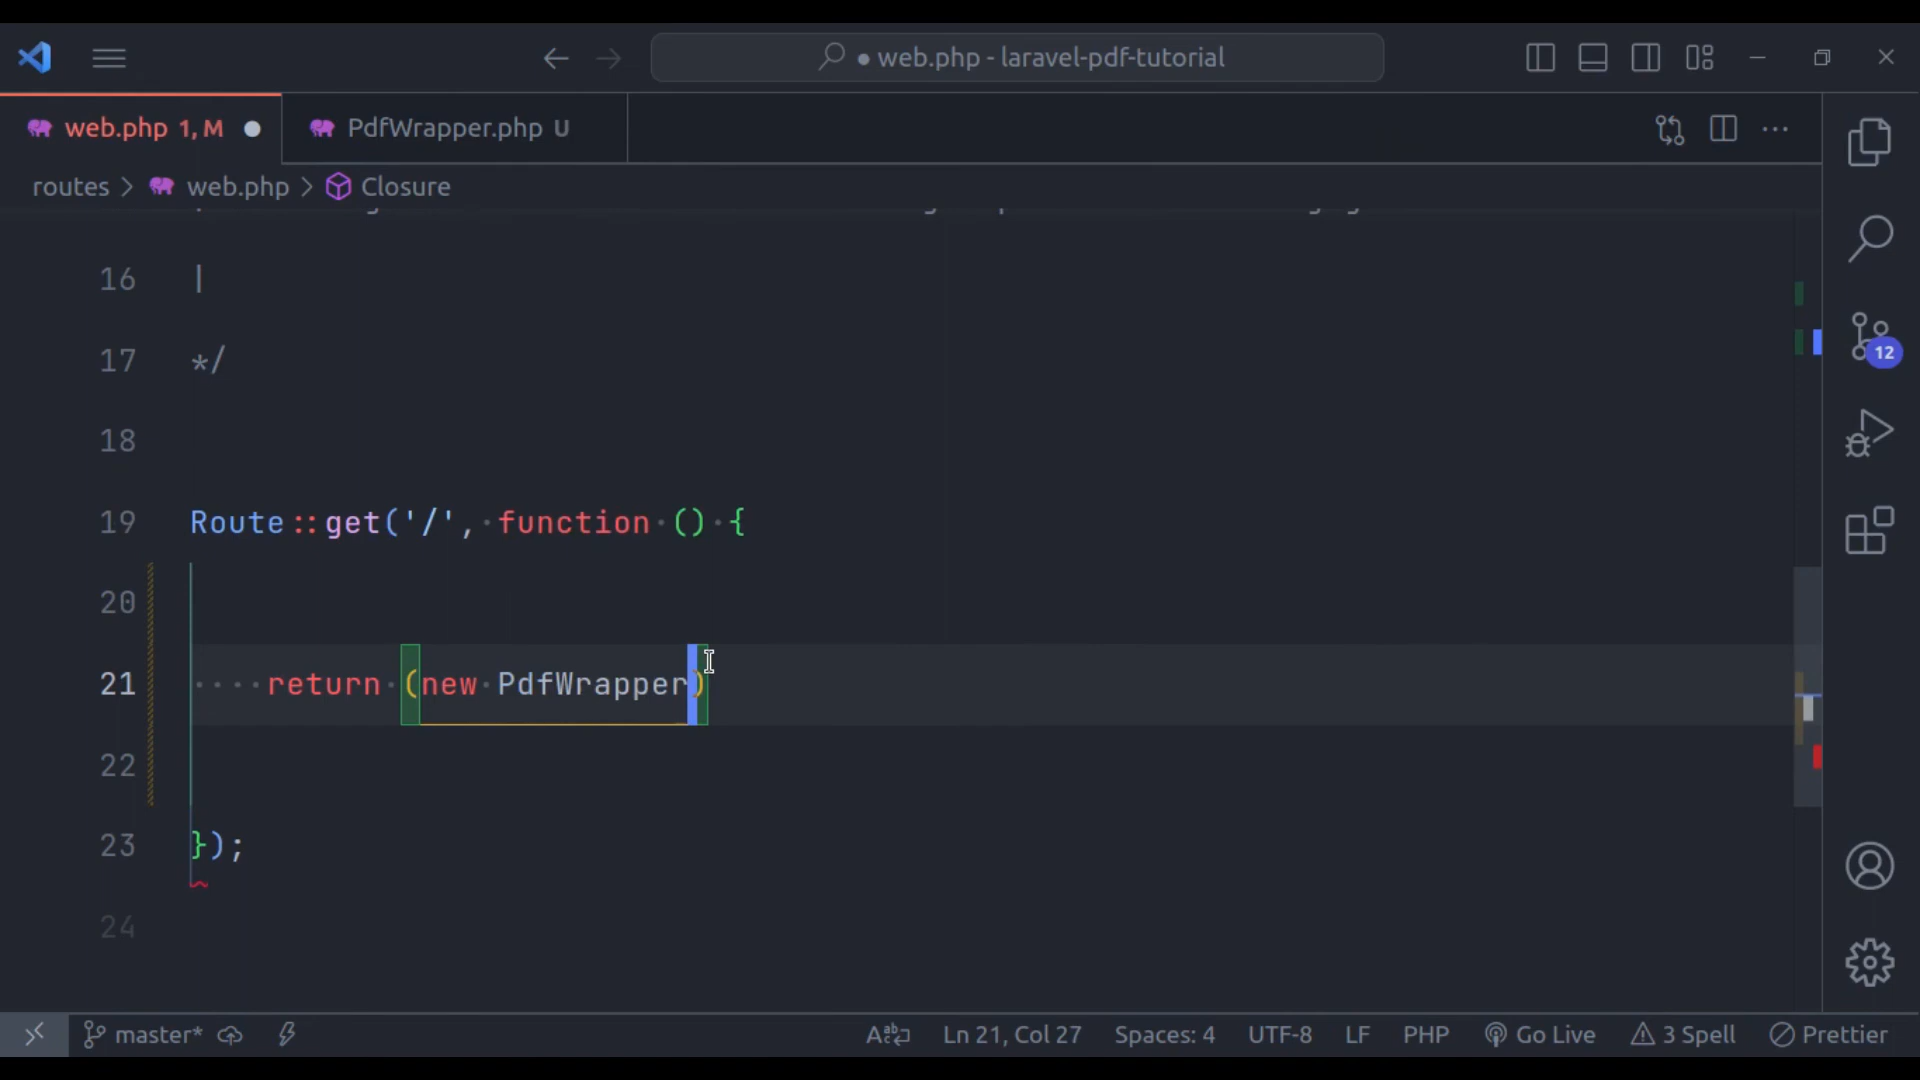 ● web.php - laravel-pdf-tutorial
web.php 1, M ●
PdfWrapper.php U
routes > web.php > Closure
16 |
17 */
18
19 Route::get('/', function () {
20
21 return (new PdfWrapper)
22
23 });
24
12
master*
Ln 21, Col 27
Spaces: 4
UTF-8
LF
PHP
Go Live
3 Spell
Prettier